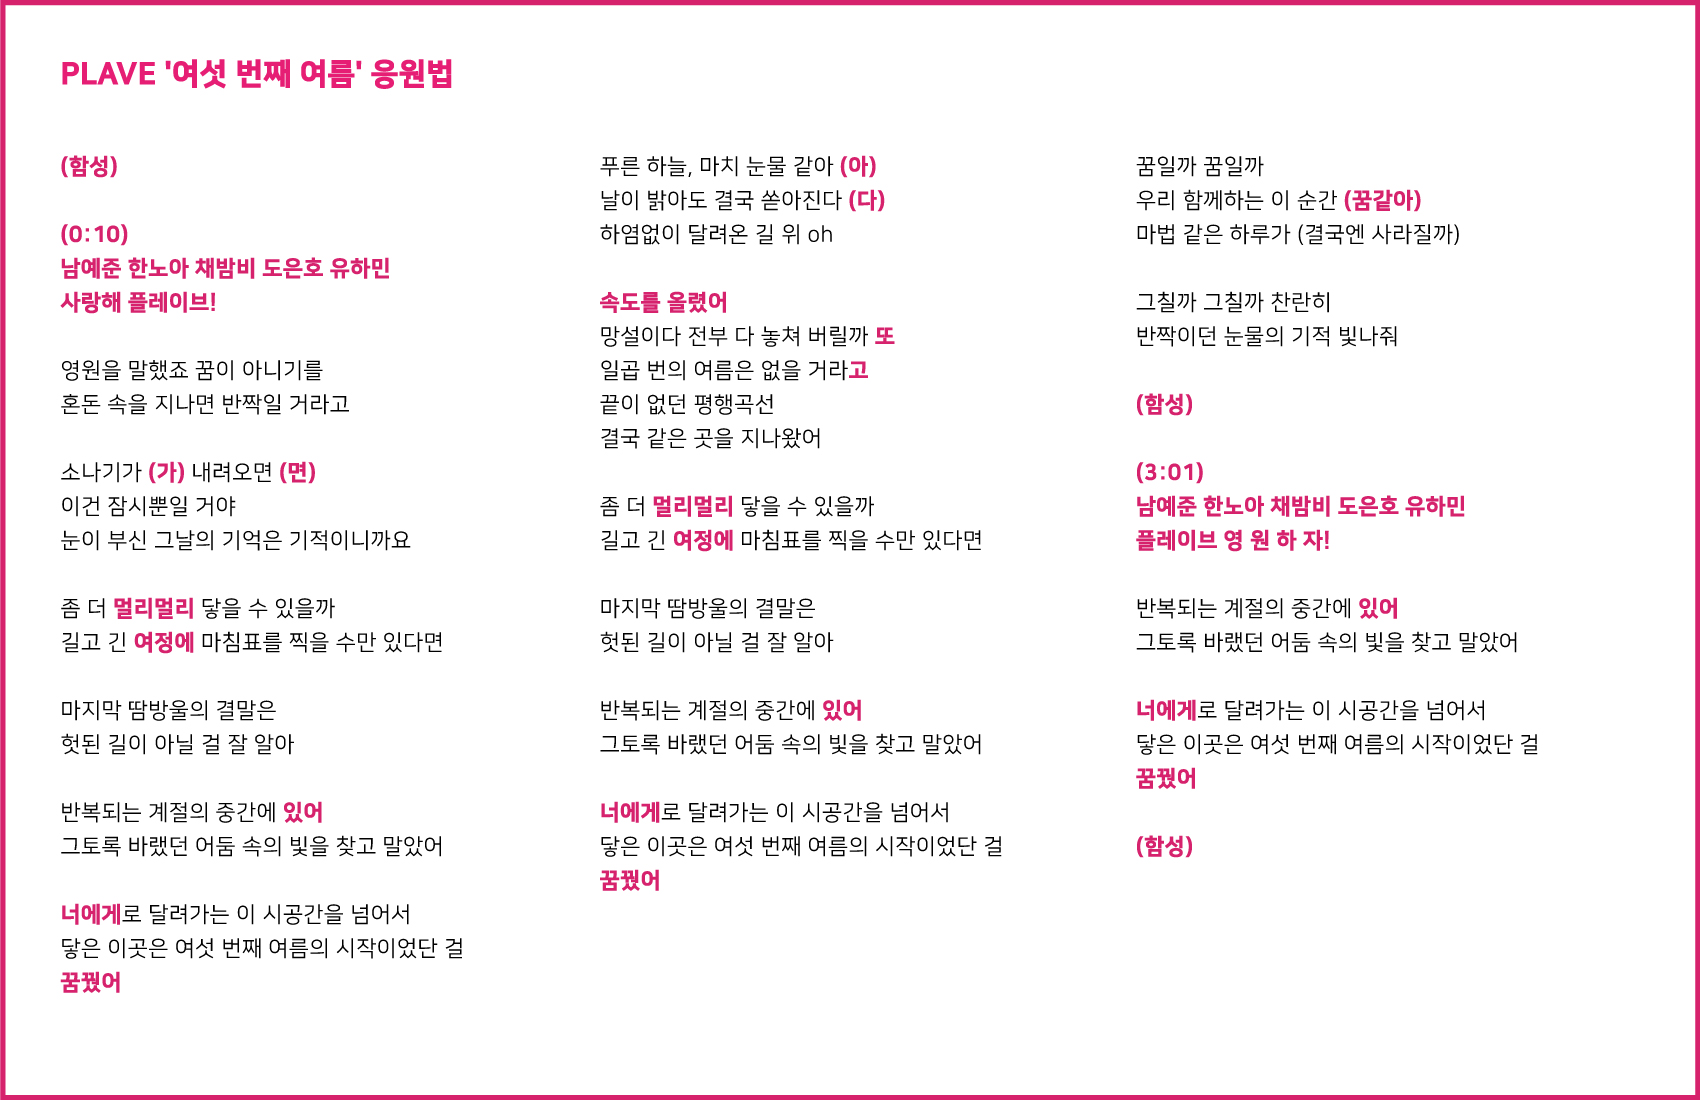 PLAVE '여섯 번째 여름' 응원법
(함성)
(0:10)
남예준 한노아 채밤비 도은호 유하민
사랑해 플레이브!
영원을 말했죠 꿈이 아니기를
혼돈 속을 지나면 반짝일 거라고
소나기가 (가) 내려오면 (면)
이건 잠시뿐일 거야
눈이 부신 그날의 기억은 기적이니까요
좀 더 멀리멀리 닿을 수 있을까
길고 긴 여정에 마침표를 찍을 수만 있다면
마지막 땀방울의 결말은
헛된 길이 아닐 걸 잘 알아
반복되는 계절의 중간에 있어
그토록 바랬던 어둠 속의 빛을 찾고 말았어
너에게로 달려가는 이 시공간을 넘어서
닿은 이곳은 여섯 번째 여름의 시작이었단 걸
꿈꿨어
푸른 하늘, 마치 눈물 같아 (아)
날이 밝아도 결국 쏟아진다 (다)
하염없이 달려온 길 위 oh
속도를 올렸어
망설이다 전부 다 놓쳐 버릴까 또
일곱 번의 여름은 없을 거라고
끝이 없던 평행곡선
결국 같은 곳을 지나왔어
좀 더 멀리멀리 닿을 수 있을까
길고 긴 여정에 마침표를 찍을 수만 있다면
마지막 땀방울의 결말은
헛된 길이 아닐 걸 잘 알아
반복되는 계절의 중간에 있어
그토록 바랬던 어둠 속의 빛을 찾고 말았어
너에게로 달려가는 이 시공간을 넘어서
닿은 이곳은 여섯 번째 여름의 시작이었단 걸
꿈꿨어
꿈일까 꿈일까
우리 함께하는 이 순간 (꿈같아)
마법 같은 하루가 (결국엔 사라질까)
그칠까 그칠까 찬란히
반짝이던 눈물의 기적 빛나줘
(함성)
(3:01)
남예준 한노아 채밤비 도은호 유하민
플레이브 영 원 하 자!
반복되는 계절의 중간에 있어
그토록 바랬던 어둠 속의 빛을 찾고 말았어
너에게로 달려가는 이 시공간을 넘어서
닿은 이곳은 여섯 번째 여름의 시작이었단 걸
꿈꿨어
(함성)